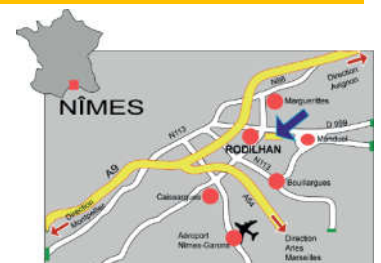 NÎMES
Direction
Avignon
N86
Marguerittes
D 999
N113
RODILHAN
Manduel
A9
N113
Bouillargues
Caissargues
A54
Direction
Montpellier
Aéroport
Nîmes-Garons
Direction
Arles
Marseilles